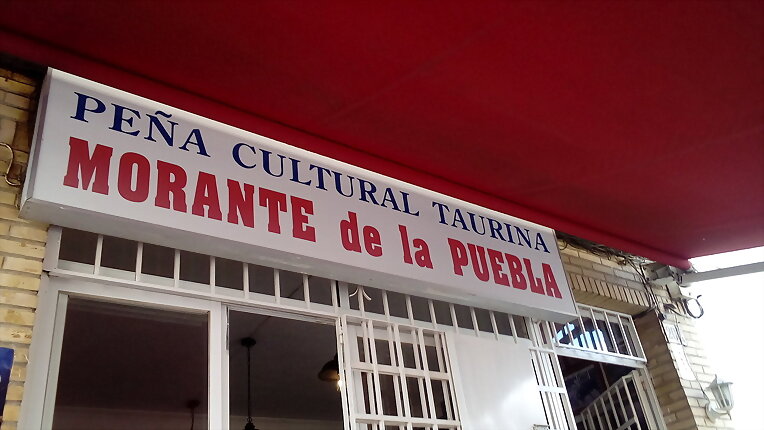 PEÑA CULTURAL TAURINA
MORANTE de la PUEBLA